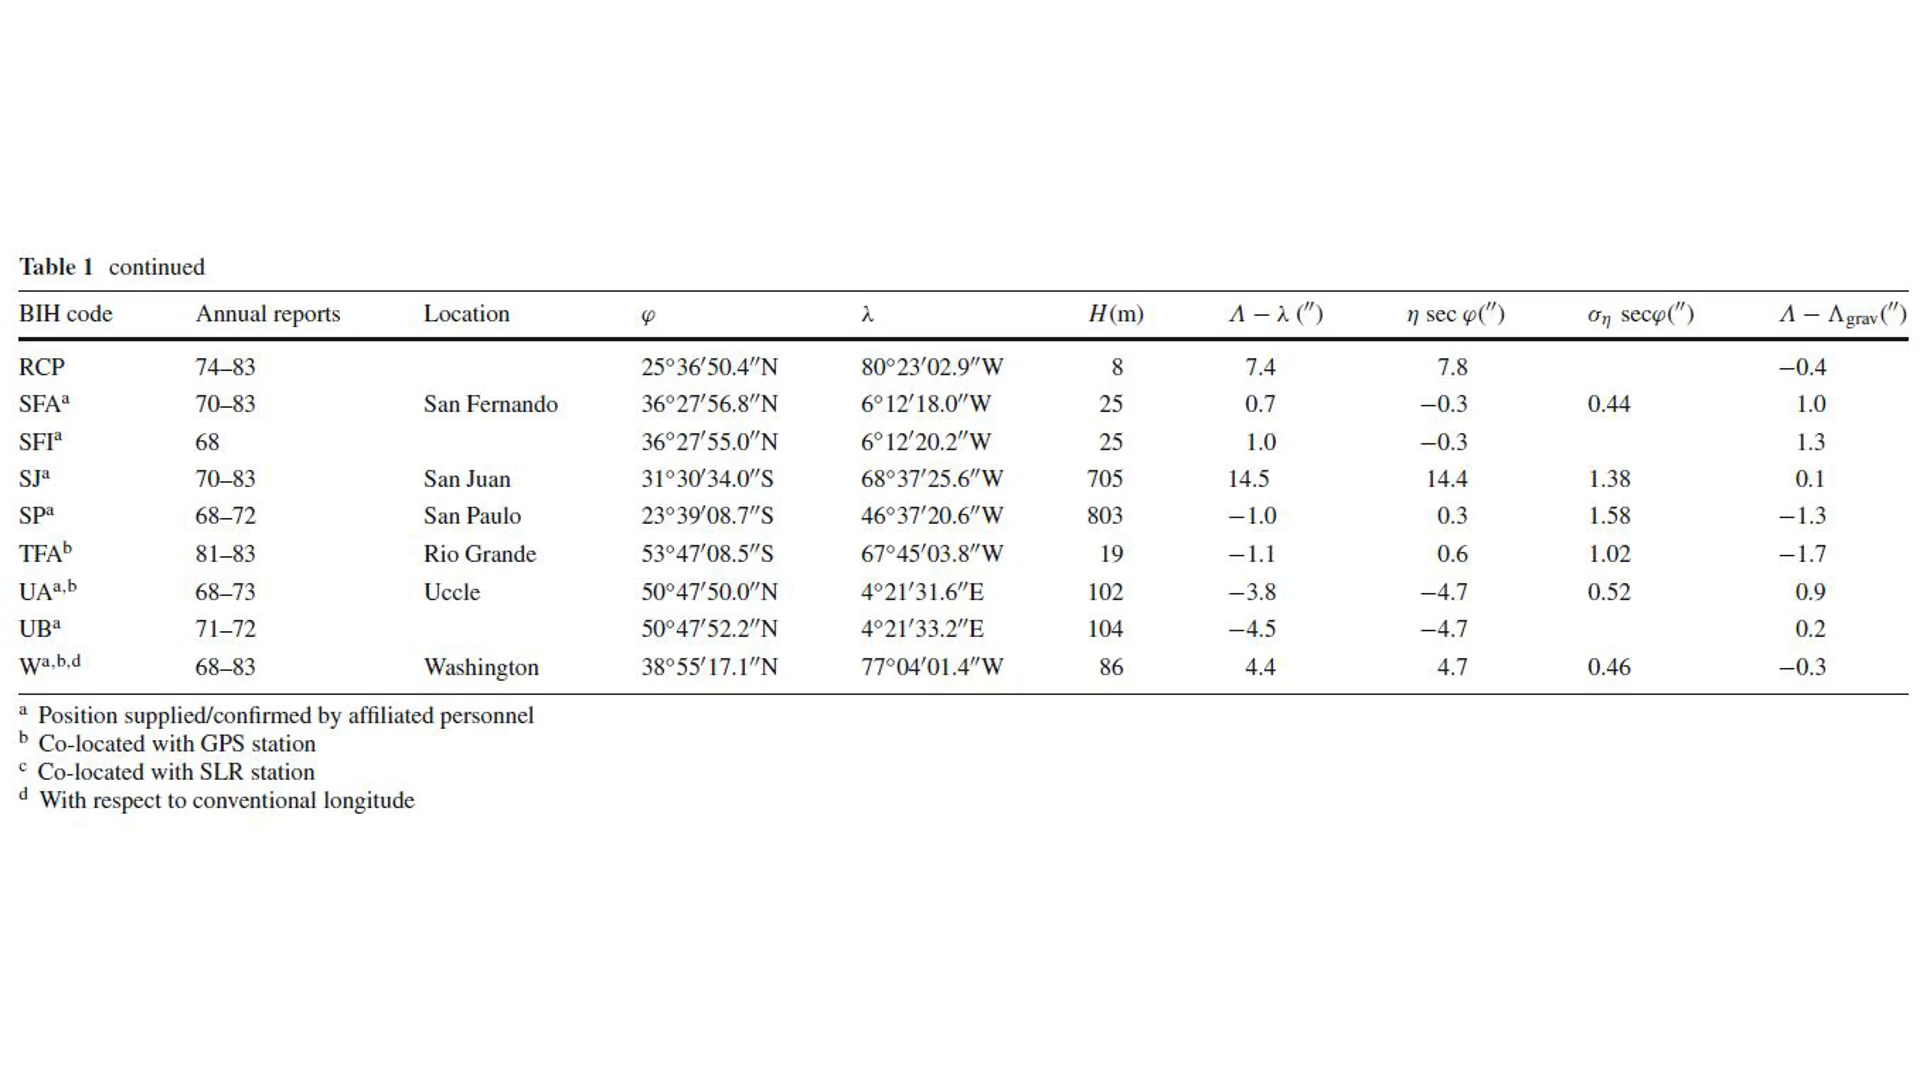 Table 1 continued
BIH code Annual reports Location φ λ H(m) Λ − λ (″) η sec φ(″) ση secφ(″) Λ − Λgrav(″)
RCP 74–83 25°36′50.4″N 80°23′02.9″W 8 7.4 7.8 −0.4
SFAᵃ 70–83 San Fernando 36°27′56.8″N 6°12′18.0″W 25 0.7 −0.3 0.44 1.0
SFIᵃ 68 36°27′55.0″N 6°12′20.2″W 25 1.0 −0.3 1.3
SJᵃ 70–83 San Juan 31°30′34.0″S 68°37′25.6″W 705 14.5 14.4 1.38 0.1
SPᵃ 68–72 San Paulo 23°39′08.7″S 46°37′20.6″W 803 −1.0 0.3 1.58 −1.3
TFAᵇ 81–83 Rio Grande 53°47′08.5″S 67°45′03.8″W 19 −1.1 0.6 1.02 −1.7
UAᵃ,ᵇ 68–73 Uccle 50°47′50.0″N 4°21′31.6″E 102 −3.8 −4.7 0.52 0.9
UBᵃ 71–72 50°47′52.2″N 4°21′33.2″E 104 −4.5 −4.7 0.2
Wᵃ,ᵇ,ᵈ 68–83 Washington 38°55′17.1″N 77°04′01.4″W 86 4.4 4.7 0.46 −0.3
ᵃ Position supplied/confirmed by affiliated personnel
ᵇ Co-located with GPS station
ᶜ Co-located with SLR station
ᵈ With respect to conventional longitude